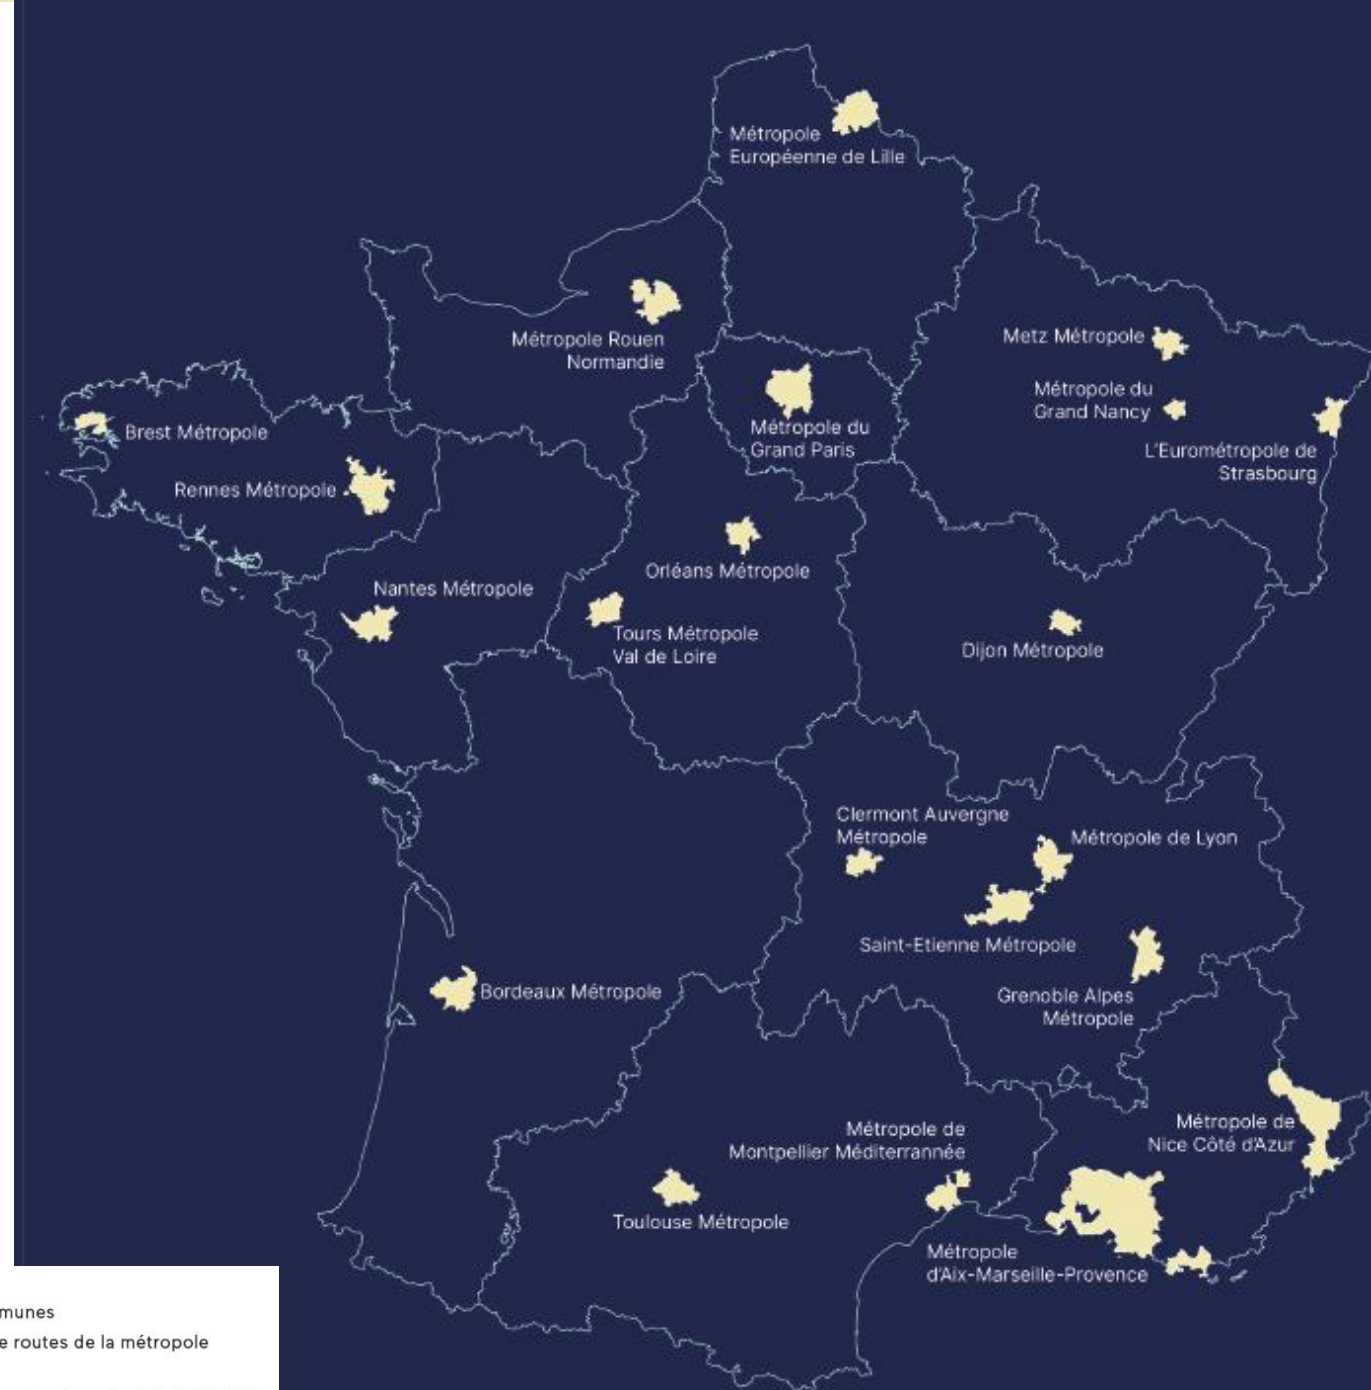 Métropole
Européenne de Lille
Métropole Rouen
Normandie
Metz Métropole
Métropole du
Grand Nancy
L'Eurométropole de
Strasbourg
Métropole du
Grand Paris
Brest Métropole
Rennes Métropole
Orléans Métropole
Nantes Métropole
Tours Métropole
Val de Loire
Dijon Métropole
Clermont Auvergne
Métropole
Métropole de Lyon
Saint-Etienne Métropole
Bordeaux Métropole
Grenoble Alpes
Métropole
Métropole de
Nice Côté d'Azur
Métropole de
Montpellier Méditerrannée
Toulouse Métropole
Métropole
d'Aix-Marseille-Provence
munes
e routes de la métropole